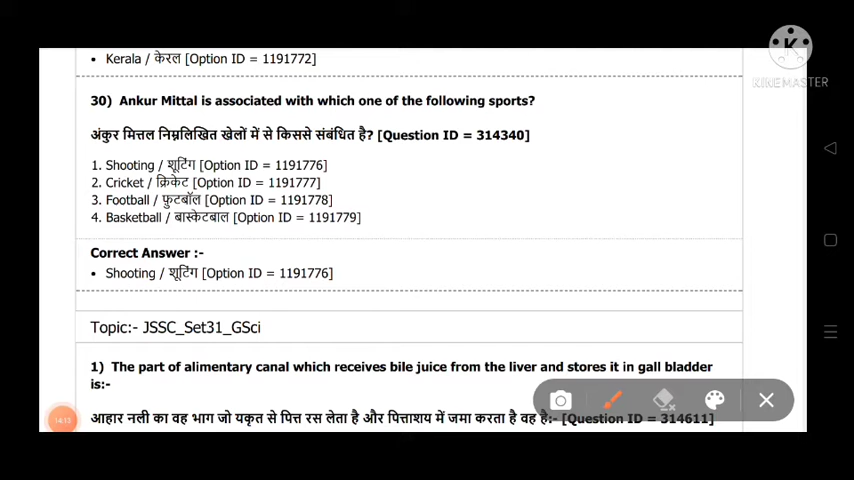 • Kerala / केरल [Option ID = 1191772]
K
KINEMASTER
30) Ankur Mittal is associated with which one of the following sports?
अंकुर मित्तल निम्नलिखित खेलों में से किससे संबंधित है? [Question ID = 314340]
1. Shooting / शूटिंग [Option ID = 1191776]
2. Cricket / क्रिकेट [Option ID = 1191777]
3. Football / फ़ुटबॉल [Option ID = 1191778]
4. Basketball / बास्केटबाल [Option ID = 1191779]
Correct Answer :-
• Shooting / शूटिंग [Option ID = 1191776]
Topic:- JSSC_Set31_GSci
1) The part of alimentary canal which receives bile juice from the liver and stores it in gall bladder
is:-
आहार नली का वह भाग जो यकृत से पित्त रस लेता है और पित्ताशय में जमा करता है वह है:- [Question ID = 314611]
14:13